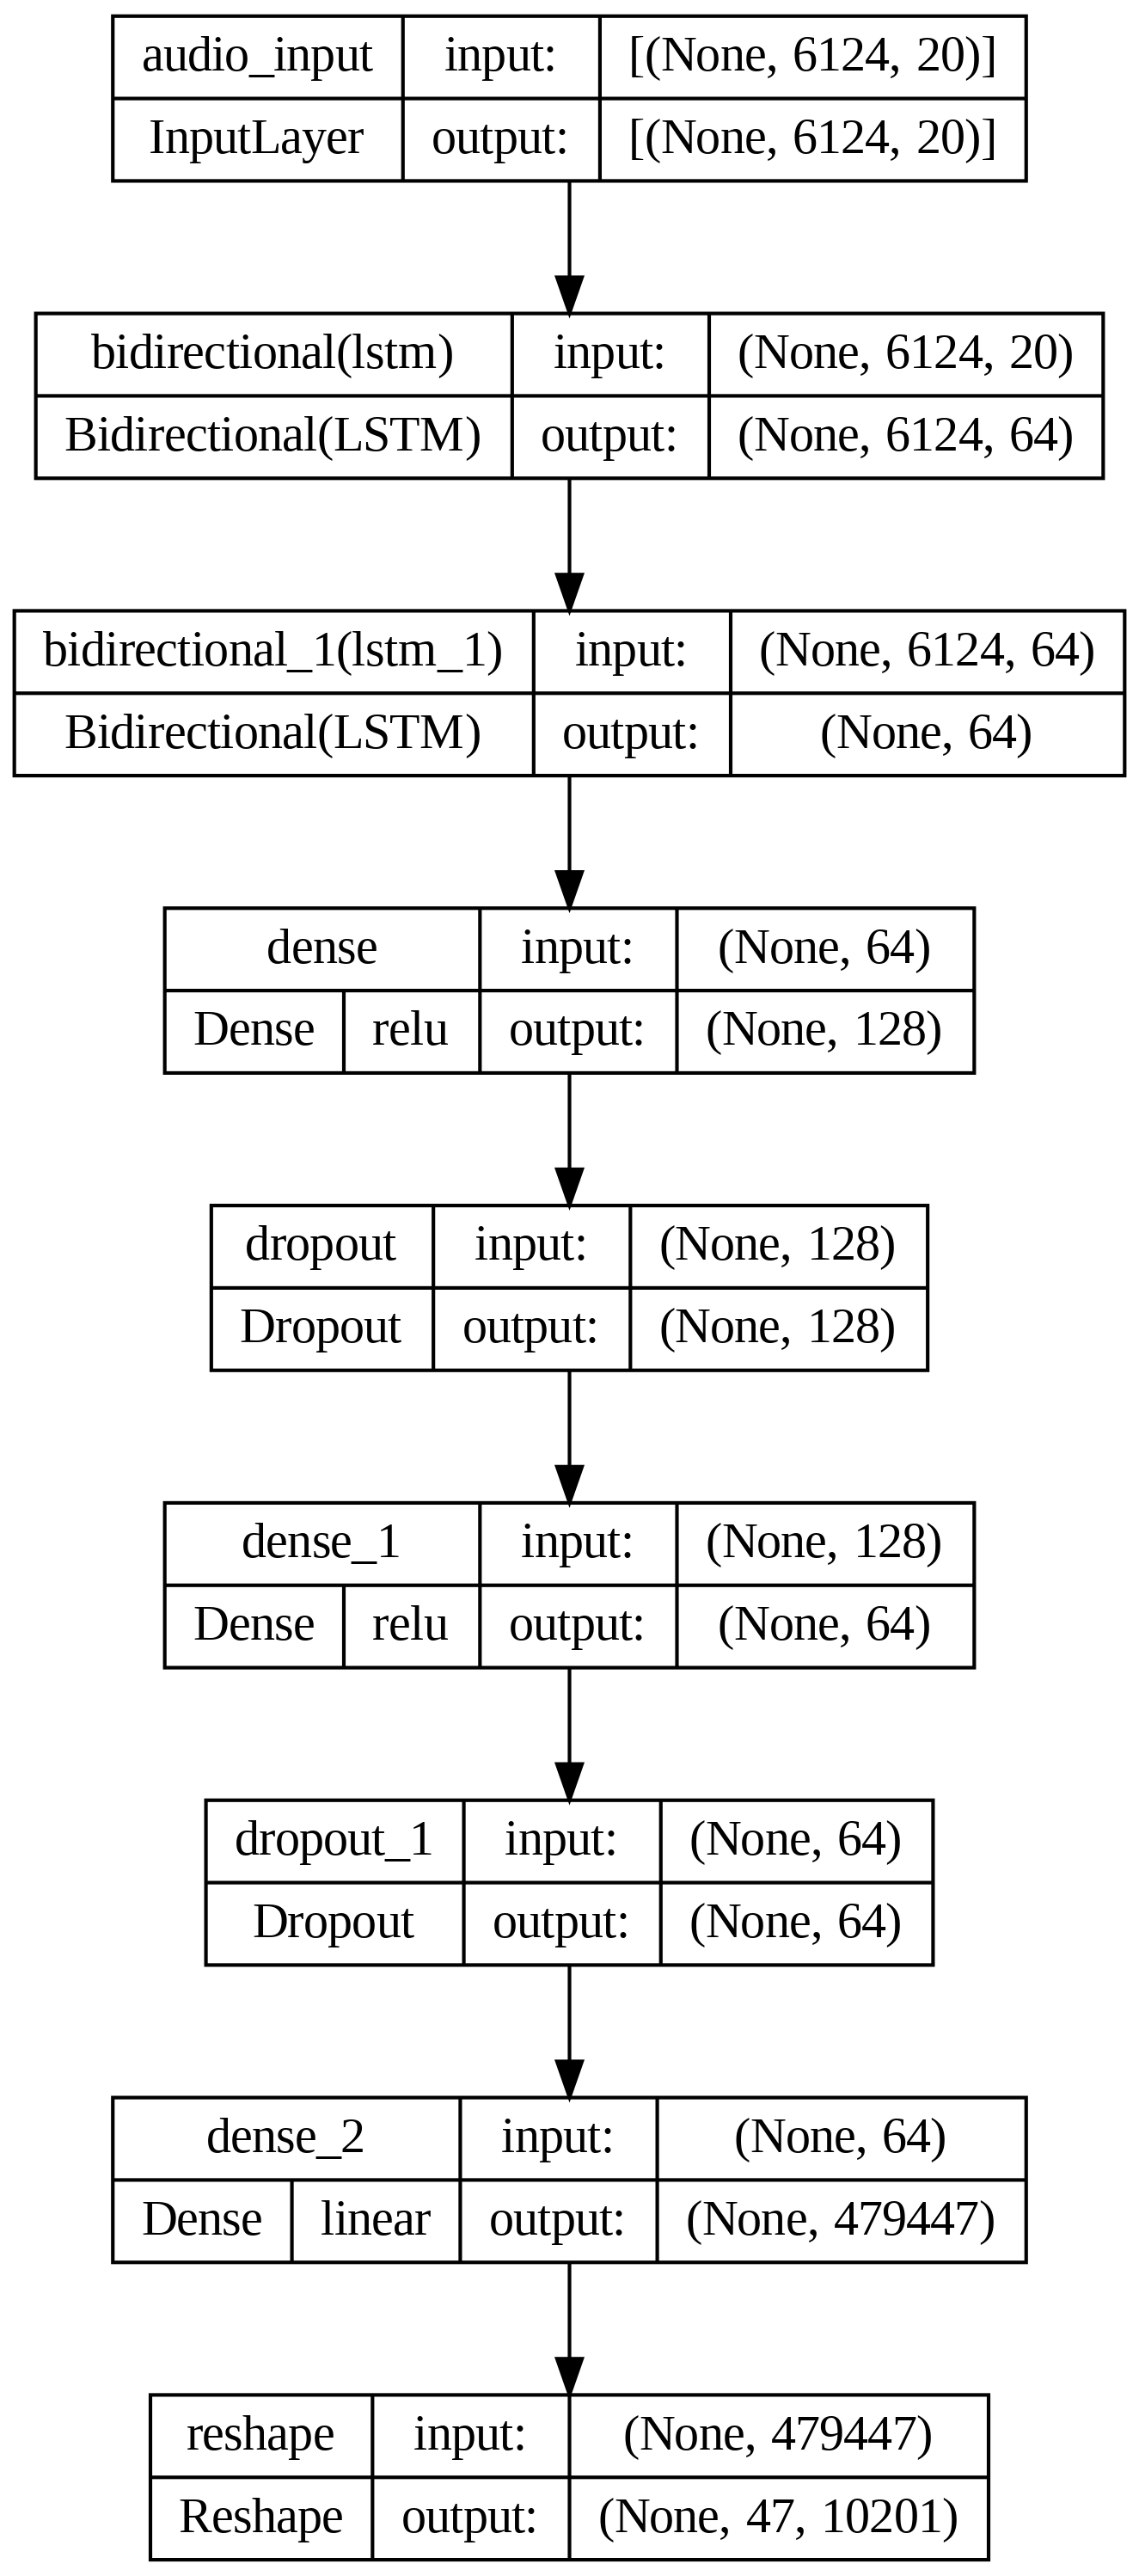 audio_input input: [(None, 6124, 20)]
InputLayer output: [(None, 6124, 20)]
bidirectional(lstm) input: (None, 6124, 20)
Bidirectional(LSTM) output: (None, 6124, 64)
bidirectional_1(lstm_1) input: (None, 6124, 64)
Bidirectional(LSTM) output: (None, 64)
dense input: (None, 64)
Dense relu output: (None, 128)
dropout input: (None, 128)
Dropout output: (None, 128)
dense_1 input: (None, 128)
Dense relu output: (None, 64)
dropout_1 input: (None, 64)
Dropout output: (None, 64)
dense_2 input: (None, 64)
Dense linear output: (None, 479447)
reshape input: (None, 479447)
Reshape output: (None, 47, 10201)